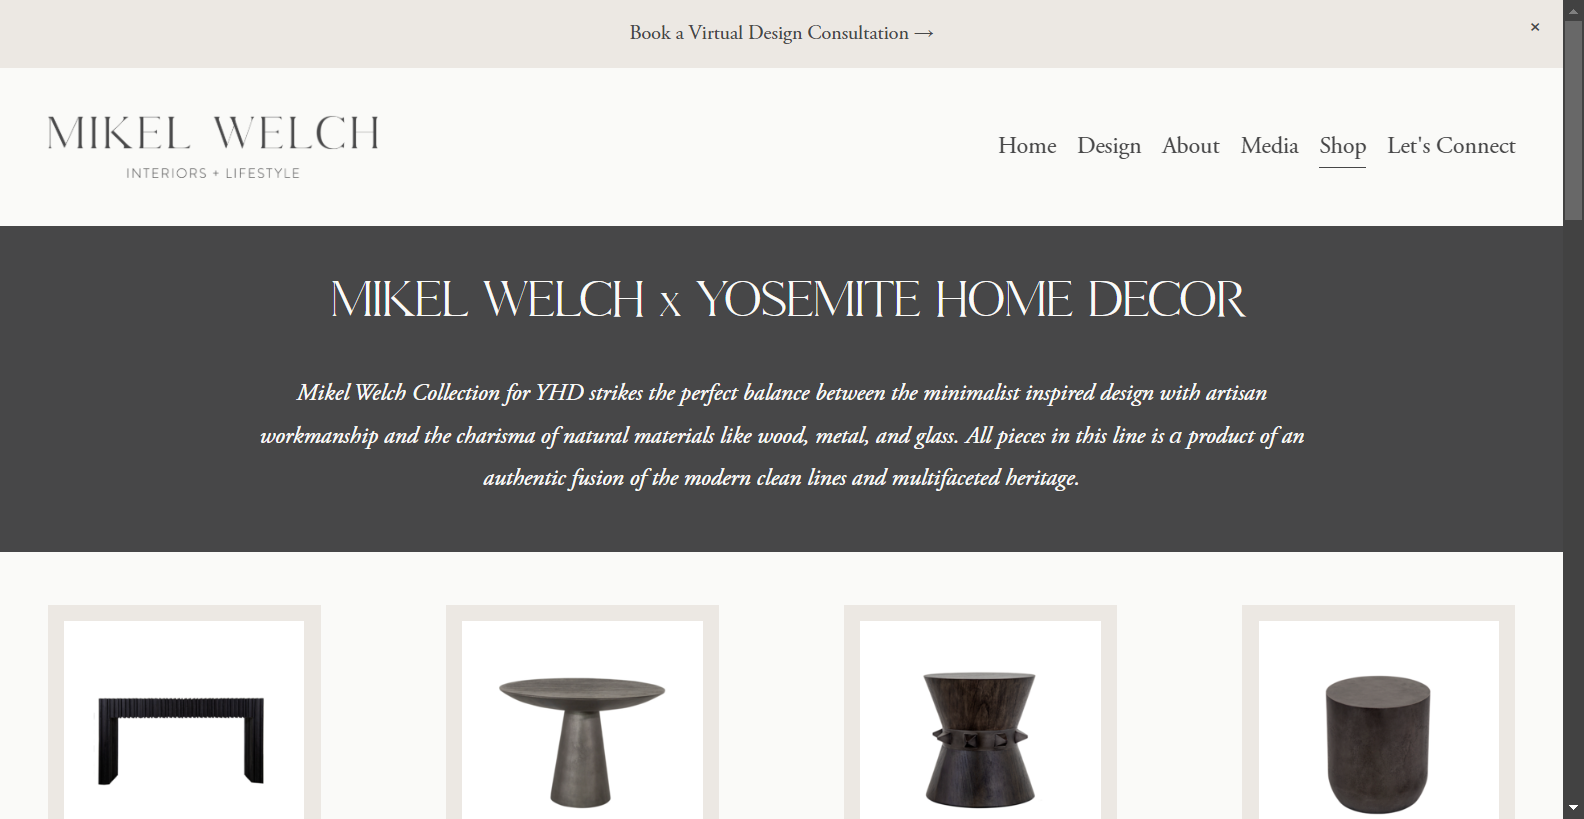 Book a Virtual Design Consultation →
×
MIKEL WELCH
INTERIORS + LIFESTYLE
Home Design About Media Shop Let's Connect
MIKEL WELCH x YOSEMITE HOME DECOR
Mikel Welch Collection for YHD strikes the perfect balance between the minimalist inspired design with artisan
workmanship and the charisma of natural materials like wood, metal, and glass. All pieces in this line is a product of an
authentic fusion of the modern clean lines and multifaceted heritage.